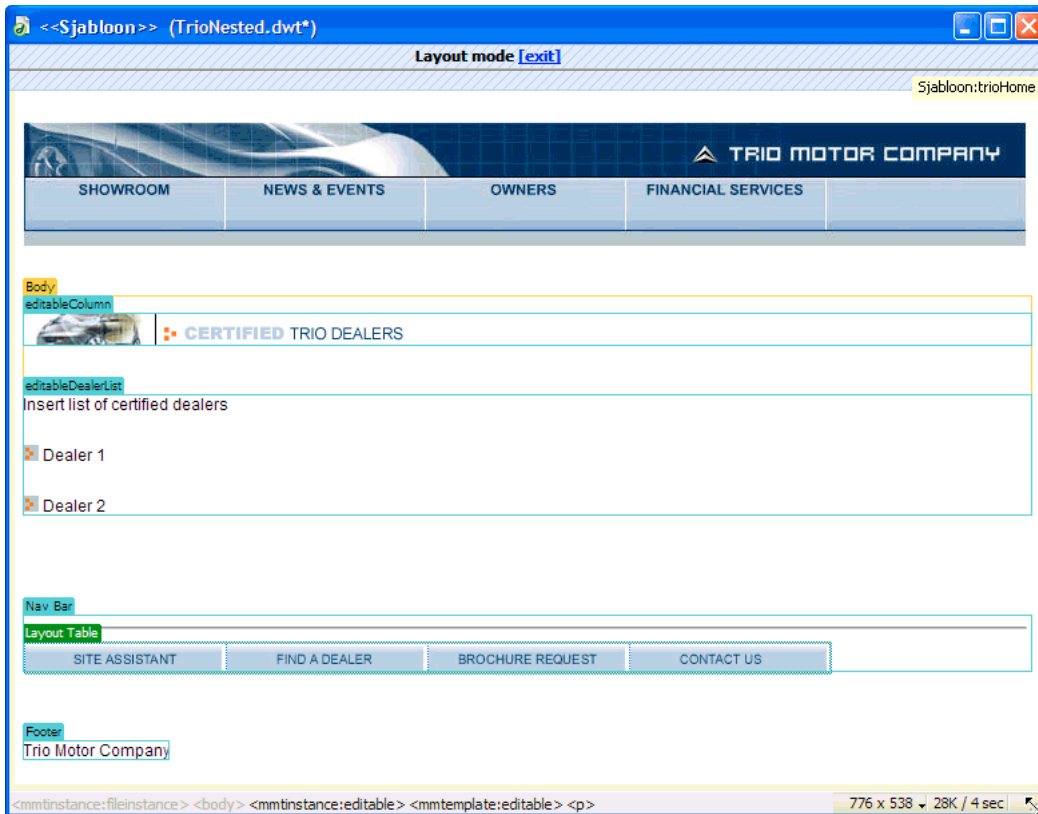 <<Sjabloon>> (TrioNested.dwt*)
Layout mode [exit]
Sjabloon:trioHome
TRIO MOTOR COMPANY
SHOWROOM NEWS & EVENTS OWNERS FINANCIAL SERVICES
Body
editableColumn
CERTIFIED TRIO DEALERS
editableDealerList
Insert list of certified dealers
Dealer 1
Dealer 2
Nav Bar
Layout Table
SITE ASSISTANT FIND A DEALER BROCHURE REQUEST CONTACT US
Footer
Trio Motor Company
<mmtinstance:fileinstance> <body> <mmtinstance:editable> <mmtemplate:editable> <p> 776 x 538 28K / 4 sec